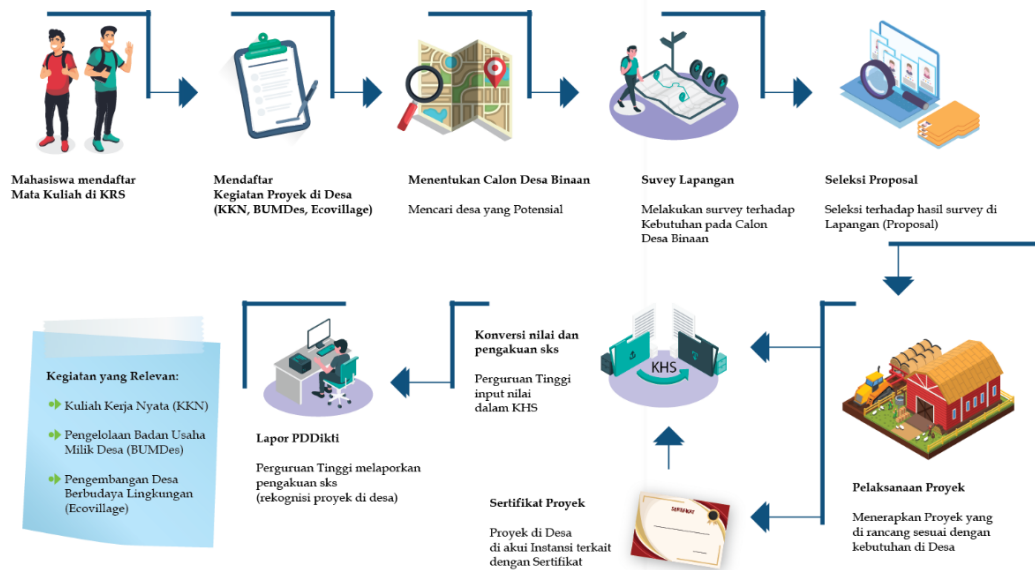 Mahasiswa mendaftar
Mata Kuliah di KRS
Mendaftar
Kegiatan Proyek di Desa
(KKN, BUMDes, Ecovillage)
Menentukan Calon Desa Binaan
Mencari desa yang Potensial
Suvey Lapangan
Melakukan survey terhadap
Kebutuhan pada Calon
Desa Binaan
Seleksi Proposal
Seleksi terhadap hasil survey di
Lapangan (Proposal)
Pelaksanaan Proyek
Menerapkan Proyek yang
di rancang sesuai dengan
kebutuhan di Desa
SERTIFIKAT
Sertifikat Proyek
Proyek di Desa
di akui Instansi terkait
dengan Sertifikat
KHS
Konversi nilai dan
pengakuan sks
Perguruan Tinggi
input nilai
dalam KHS
Lapor PDDikti
Perguruan Tinggi melaporkan
pengakuan sks
(rekognisi proyek di desa)
Kegiatan yang Relevan:
Kuliah Kerja Nyata (KKN)
Pengelolaan Badan Usaha
Milik Desa (BUMDes)
Pengembangan Desa
Berbudaya Lingkungan
(Ecovillage)